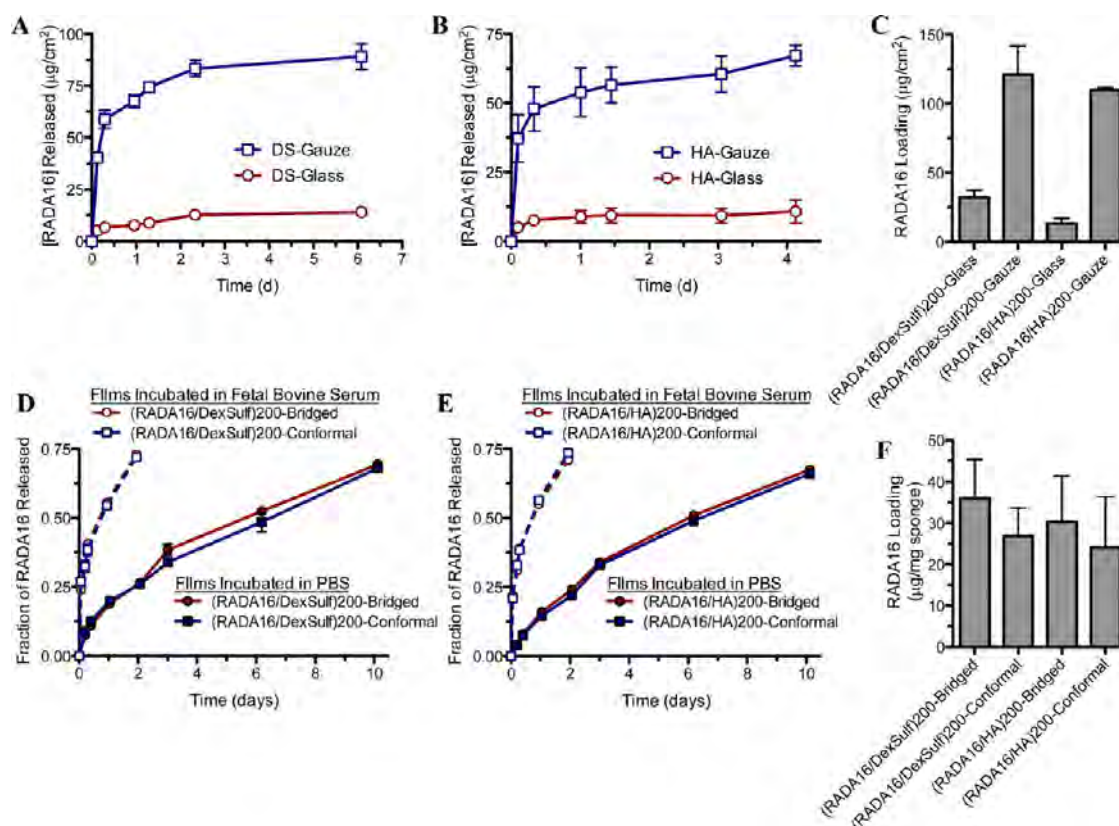 A
[RADA16] Released (µg/cm²)
100
75
50
25
0
DS-Gauze
DS-Glass
0 1 2 3 4 5 6 7
Time (d)
B
[RADA16] Released (µg/cm²)
75
50
25
0
HA-Gauze
HA-Glass
0 1 2 3 4
Time (d)
C
RADA16 Loading (µg/cm²)
150
100
50
0
(RADA16/DexSulf)200-Glass
(RADA16/DexSulf)200-Gauze
(RADA16/HA)200-Glass
(RADA16/HA)200-Gauze
D
FIlms Incubated in Fetal Bovine Serum
(RADA16/DexSulf)200-Bridged
(RADA16/DexSulf)200-Conformal
Fraction of RADA16 Released
0.75
0.50
0.25
0.00
FIlms Incubated in PBS
(RADA16/DexSulf)200-Bridged
(RADA16/DexSulf)200-Conformal
0 2 4 6 8 10
Time (days)
E
FIlms Incubated in Fetal Bovine Serum
(RADA16/HA)200-Bridged
(RADA16/HA)200-Conformal
Fraction of RADA16 Released
0.75
0.50
0.25
0.00
FIlms Incubated in PBS
(RADA16/HA)200-Bridged
(RADA16/HA)200-Conformal
0 2 4 6 8 10
Time (days)
F
RADA16 Loading
(µg/mg sponge)
50
40
30
20
10
0
(RADA16/DexSulf)200-Bridged
(RADA16/DexSulf)200-Conformal
(RADA16/HA)200-Bridged
(RADA16/HA)200-Conformal